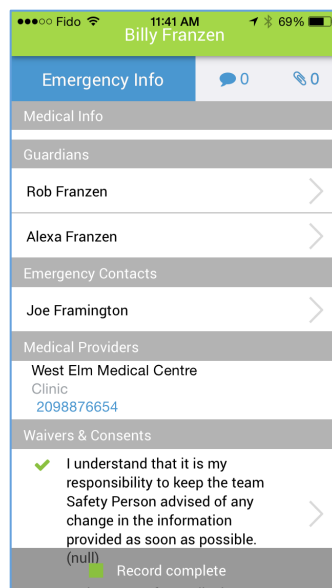 Fido 11:41 AM 69%
Billy Franzen
Emergency Info 0 0
Medical Info
Guardians
Rob Franzen
Alexa Franzen
Emergency Contacts
Joe Framington
Medical Providers
West Elm Medical Centre
Clinic
2098876654
Waivers & Consents
I understand that it is my
responsibility to keep the team
Safety Person advised of any
change in the information
provided as soon as possible.
(null)
Record complete